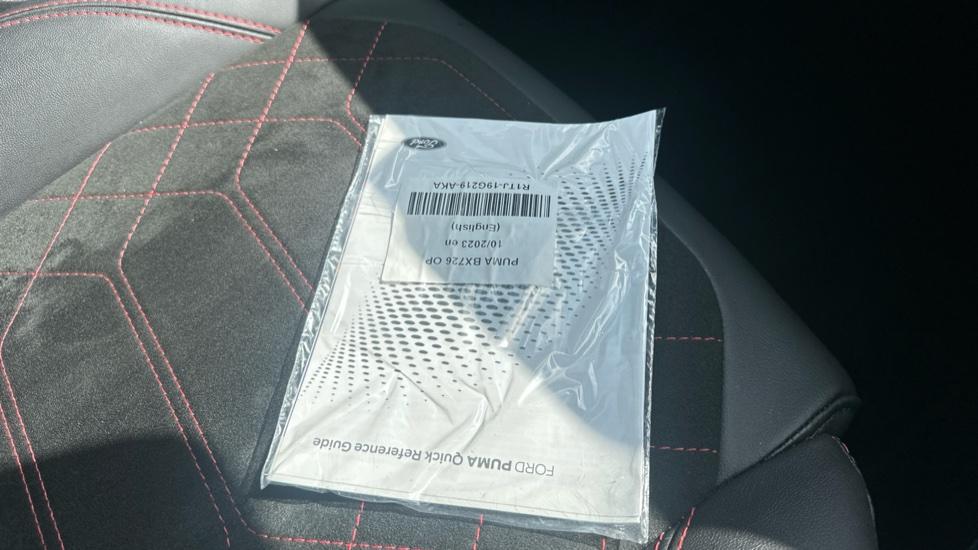 FORD PUMA Quick Reference Guide
PUMA BX726 OP
10/2023 en
(English)
R1TJ-19G219-AKA
Ford